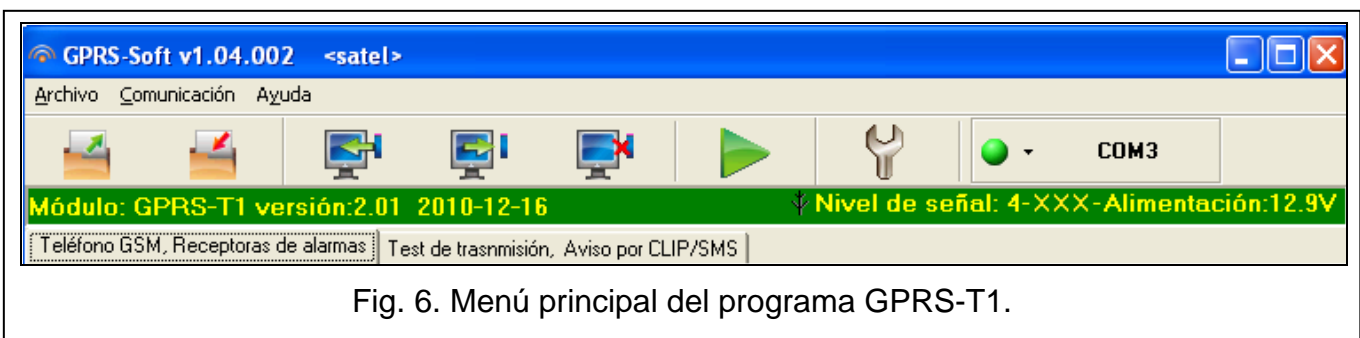 GPRS-Soft v1.04.002 <satel>
Archivo Comunicación Ayuda
COM3
Módulo: GPRS-T1 versión:2.01 2010-12-16 Nivel de señal: 4-XXX-Alimentación:12.9V
Teléfono GSM, Receptoras de alarmas Test de trasnmisión, Aviso por CLIP/SMS
Fig. 6. Menú principal del programa GPRS-T1.